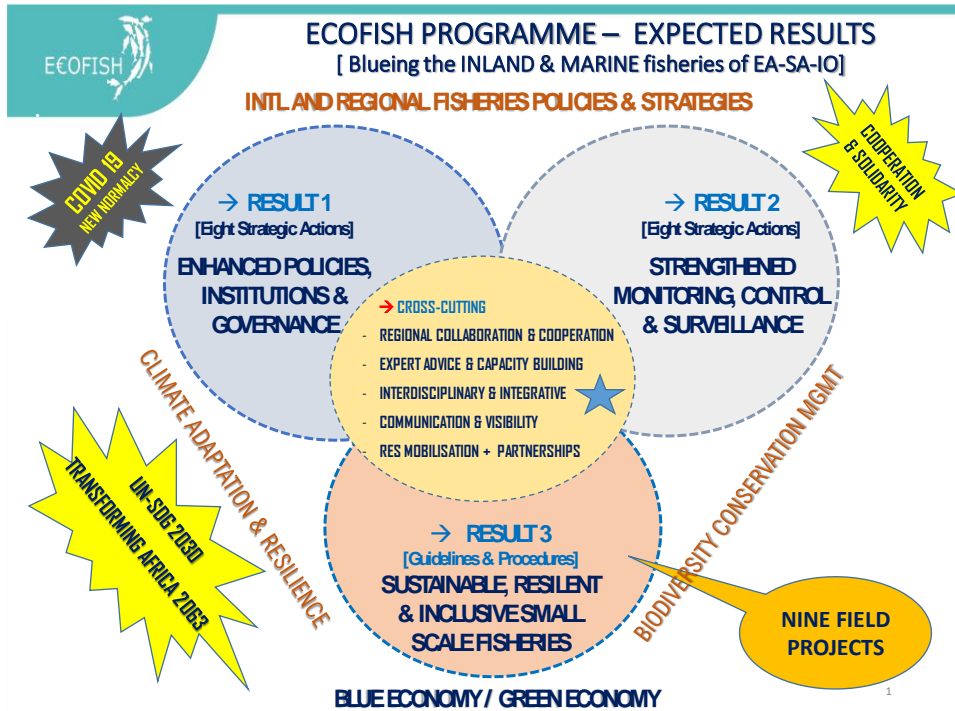 E€OFISH
ECOFISH PROGRAMME – EXPECTED RESULTS
[ Blueing the INLAND & MARINE fisheries of EA-SA-IO]
INTL AND REGIONAL FISHERIES POLICIES & STRATEGIES
COVID 19
NEW NORMALCY
COOPERATION
& SOLIDARITY
→ RESULT 1
[Eight Strategic Actions]
ENHANCED POLICIES,
INSTITUTIONS &
GOVERNANCE
→ RESULT 2
[Eight Strategic Actions]
STRENGTHENED
MONITORING, CONTROL
& SURVEILLANCE
→ CROSS-CUTTING
- REGIONAL COLLABORATION & COOPERATION
- EXPERT ADVICE & CAPACITY BUILDING
- INTERDISCIPLINARY & INTEGRATIVE
- COMMUNICATION & VISIBILITY
- RES MOBILISATION + PARTNERSHIPS
CLIMATE ADAPTATION & RESILIENCE
BIODIVERSITY CONSERVATION MGMT
UN-SDG 2030
TRANSFORMING AFRICA 2063
→ RESULT 3
[Guidelines & Procedures]
SUSTAINABLE, RESILENT
& INCLUSIVE SMALL
SCALE FISHERIES
NINE FIELD
PROJECTS
BLUE ECONOMY / GREEN ECONOMY
1